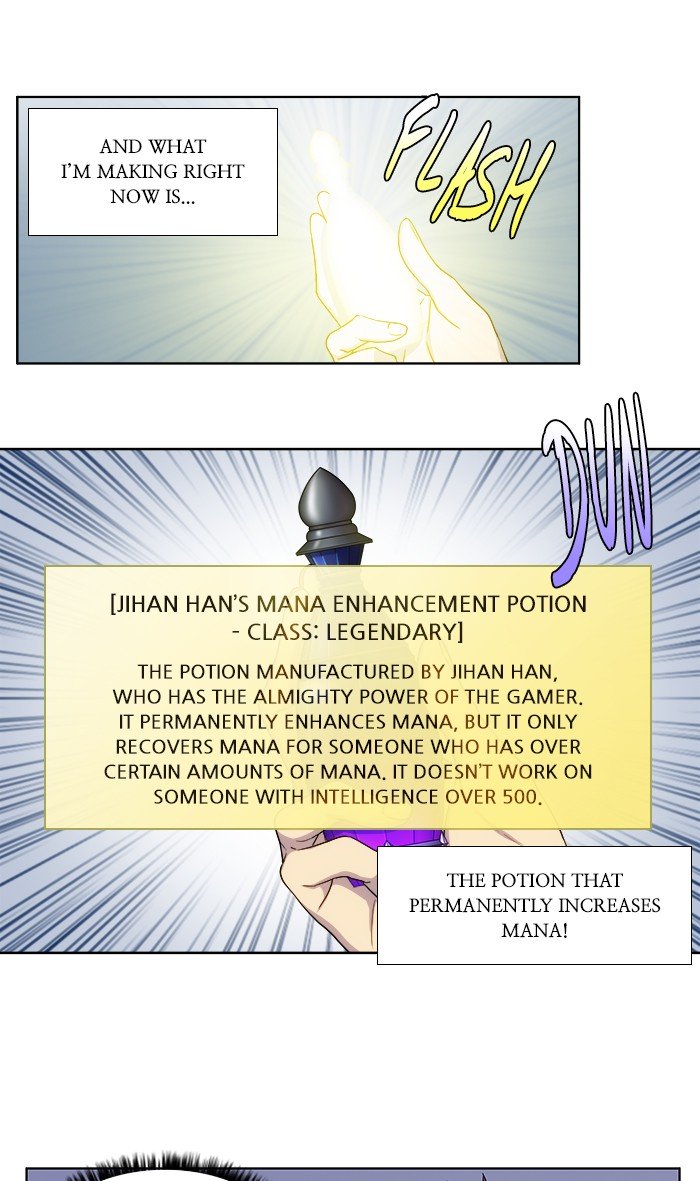 AND WHAT
I'M MAKING RIGHT
NOW IS...
FLASH
DUN
[JIHAN HAN'S MANA ENHANCEMENT POTION
- CLASS: LEGENDARY]
THE POTION MANUFACTURED BY JIHAN HAN,
WHO HAS THE ALMIGHTY POWER OF THE GAMER.
IT PERMANENTLY ENHANCES MANA, BUT IT ONLY
RECOVERS MANA FOR SOMEONE WHO HAS OVER
CERTAIN AMOUNTS OF MANA. IT DOESN'T WORK ON
SOMEONE WITH INTELLIGENCE OVER 500.
THE POTION THAT
PERMANENTLY INCREASES
MANA!